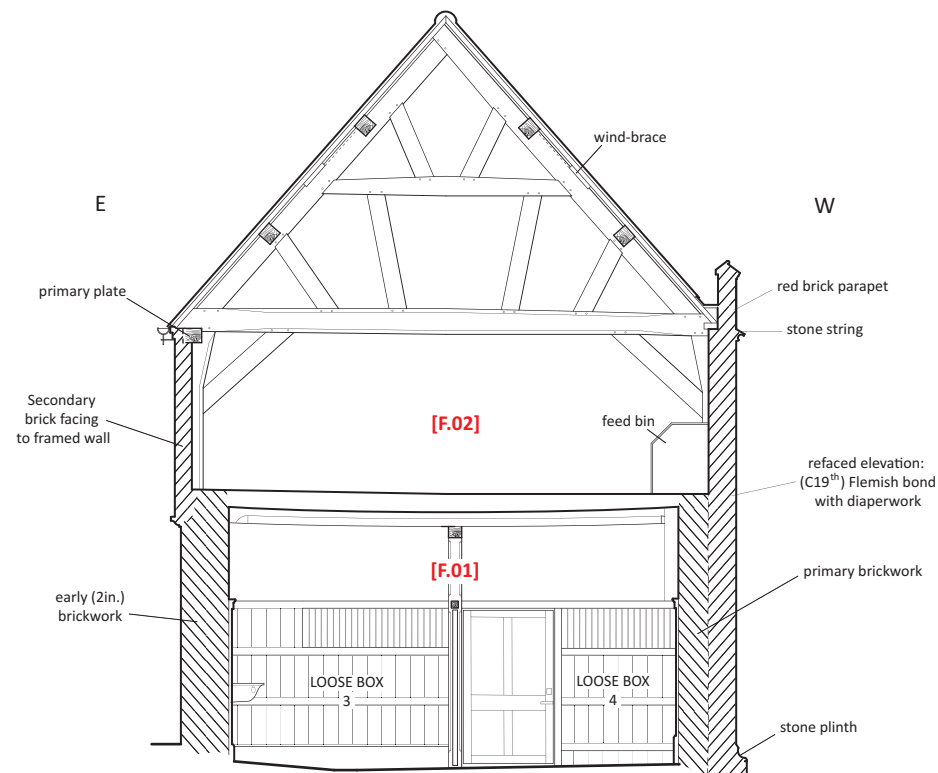 wind-brace
E
W
primary plate
red brick parapet
stone string
Secondary
brick facing
to framed wall
[F.02]
feed bin
refaced elevation:
(C19th) Flemish bond
with diaperwork
[F.01]
primary brickwork
early (2in.)
brickwork
LOOSE BOX
3
LOOSE BOX
4
stone plinth